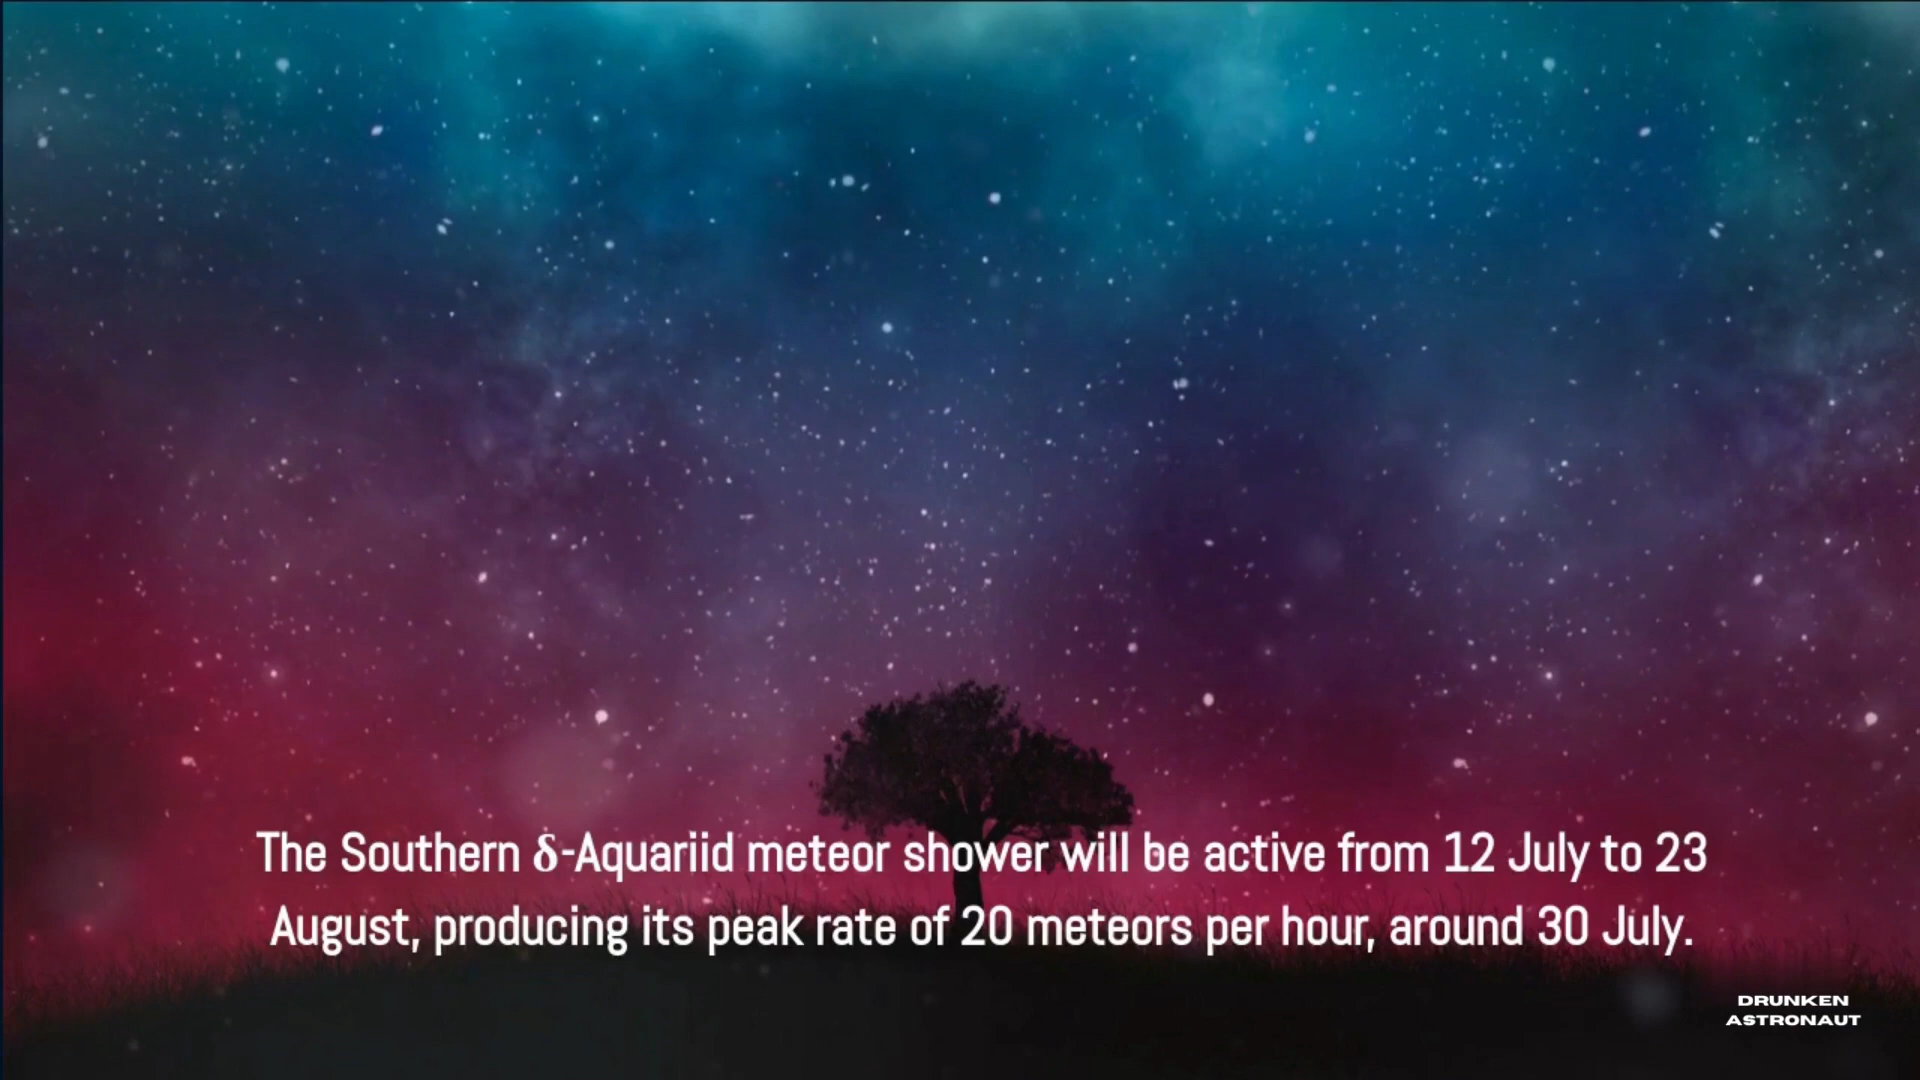 The Southern δ-Aquariid meteor shower will be active from 12 July to 23
August, producing its peak rate of 20 meteors per hour, around 30 July.
DRUNKEN
ASTRONAUT